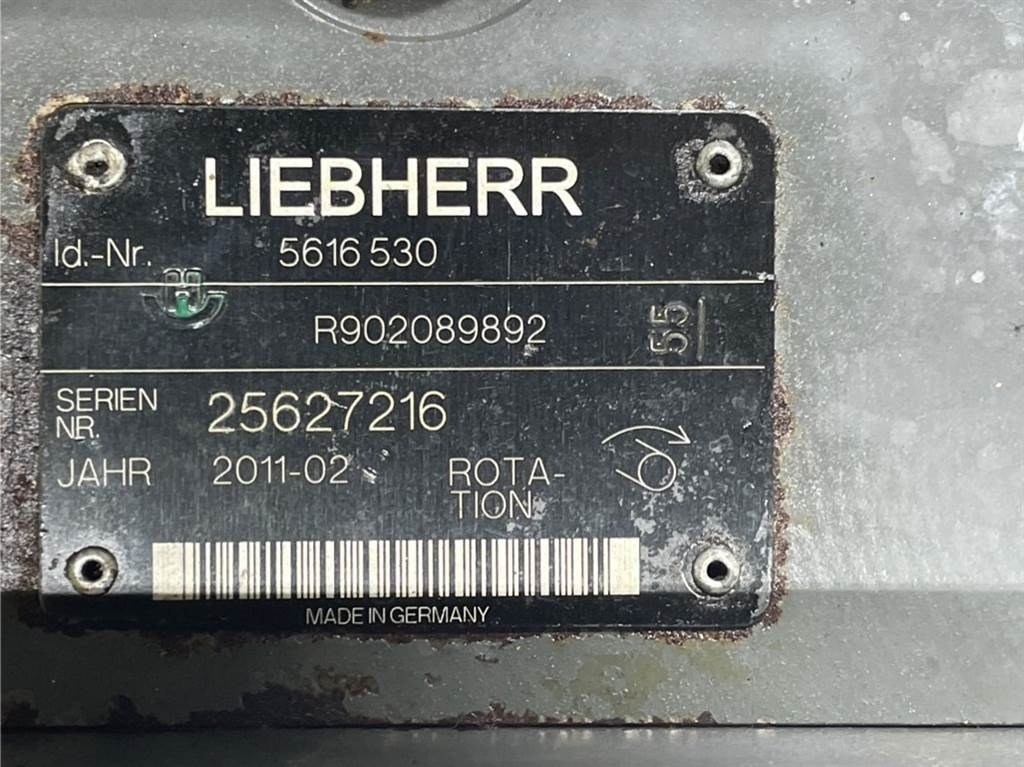 LIEBHERR
Id.-Nr. 5616 530
R902089892 55
SERIEN NR. 25627216
JAHR 2011-02
ROTA-
TION
MADE IN GERMANY